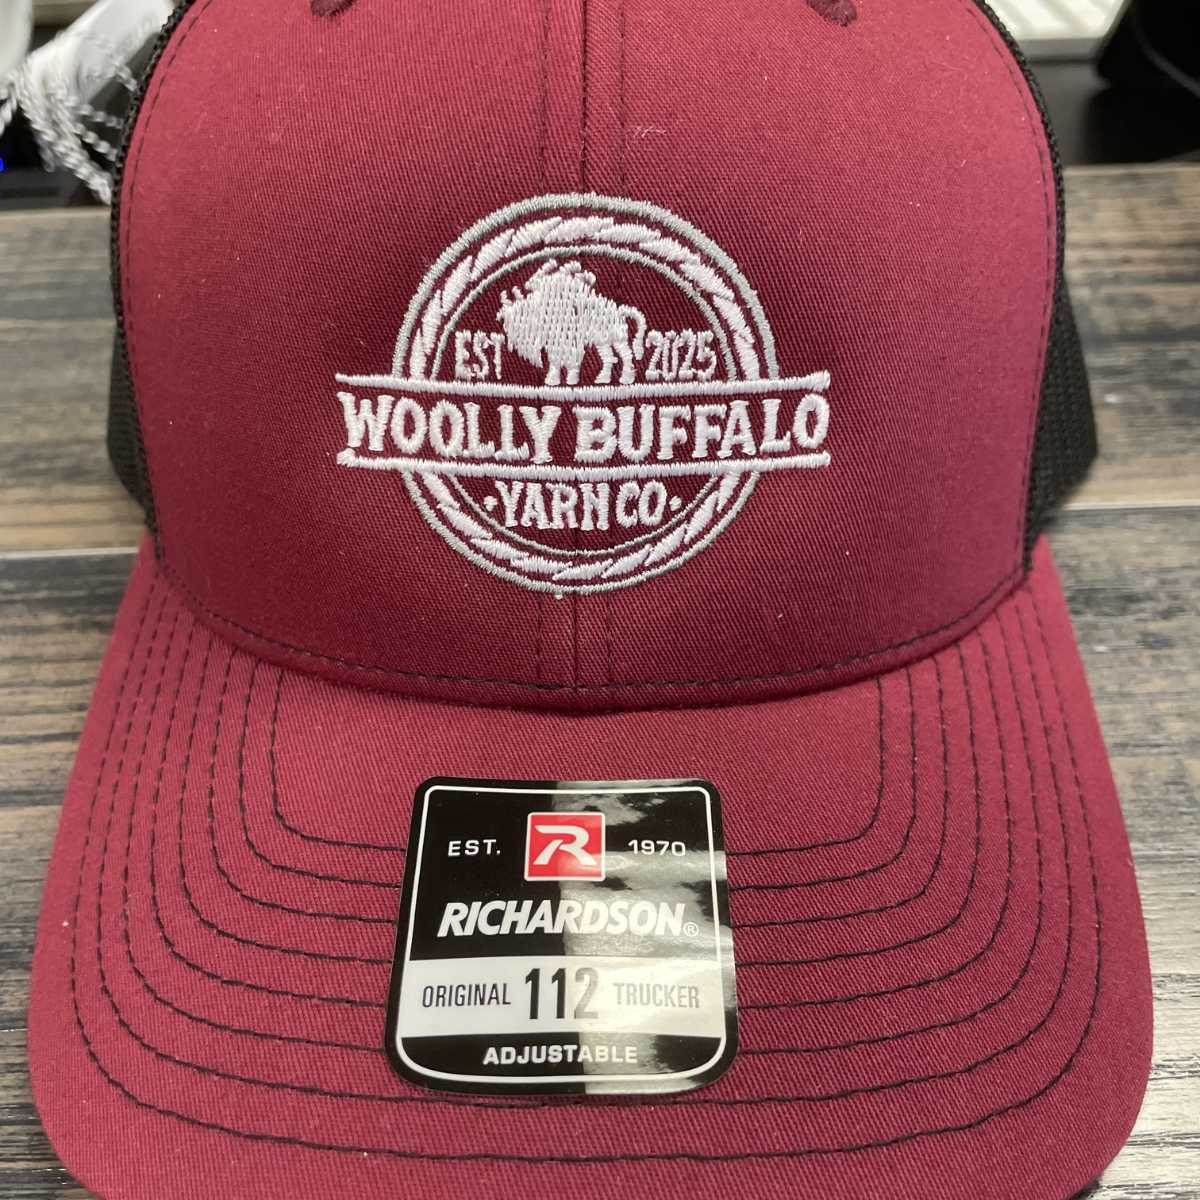 EST 2025
WOOLLY BUFFALO
·YARN CO·
EST. R 1970
RICHARDSON®
ORIGINAL 112 TRUCKER
ADJUSTABLE